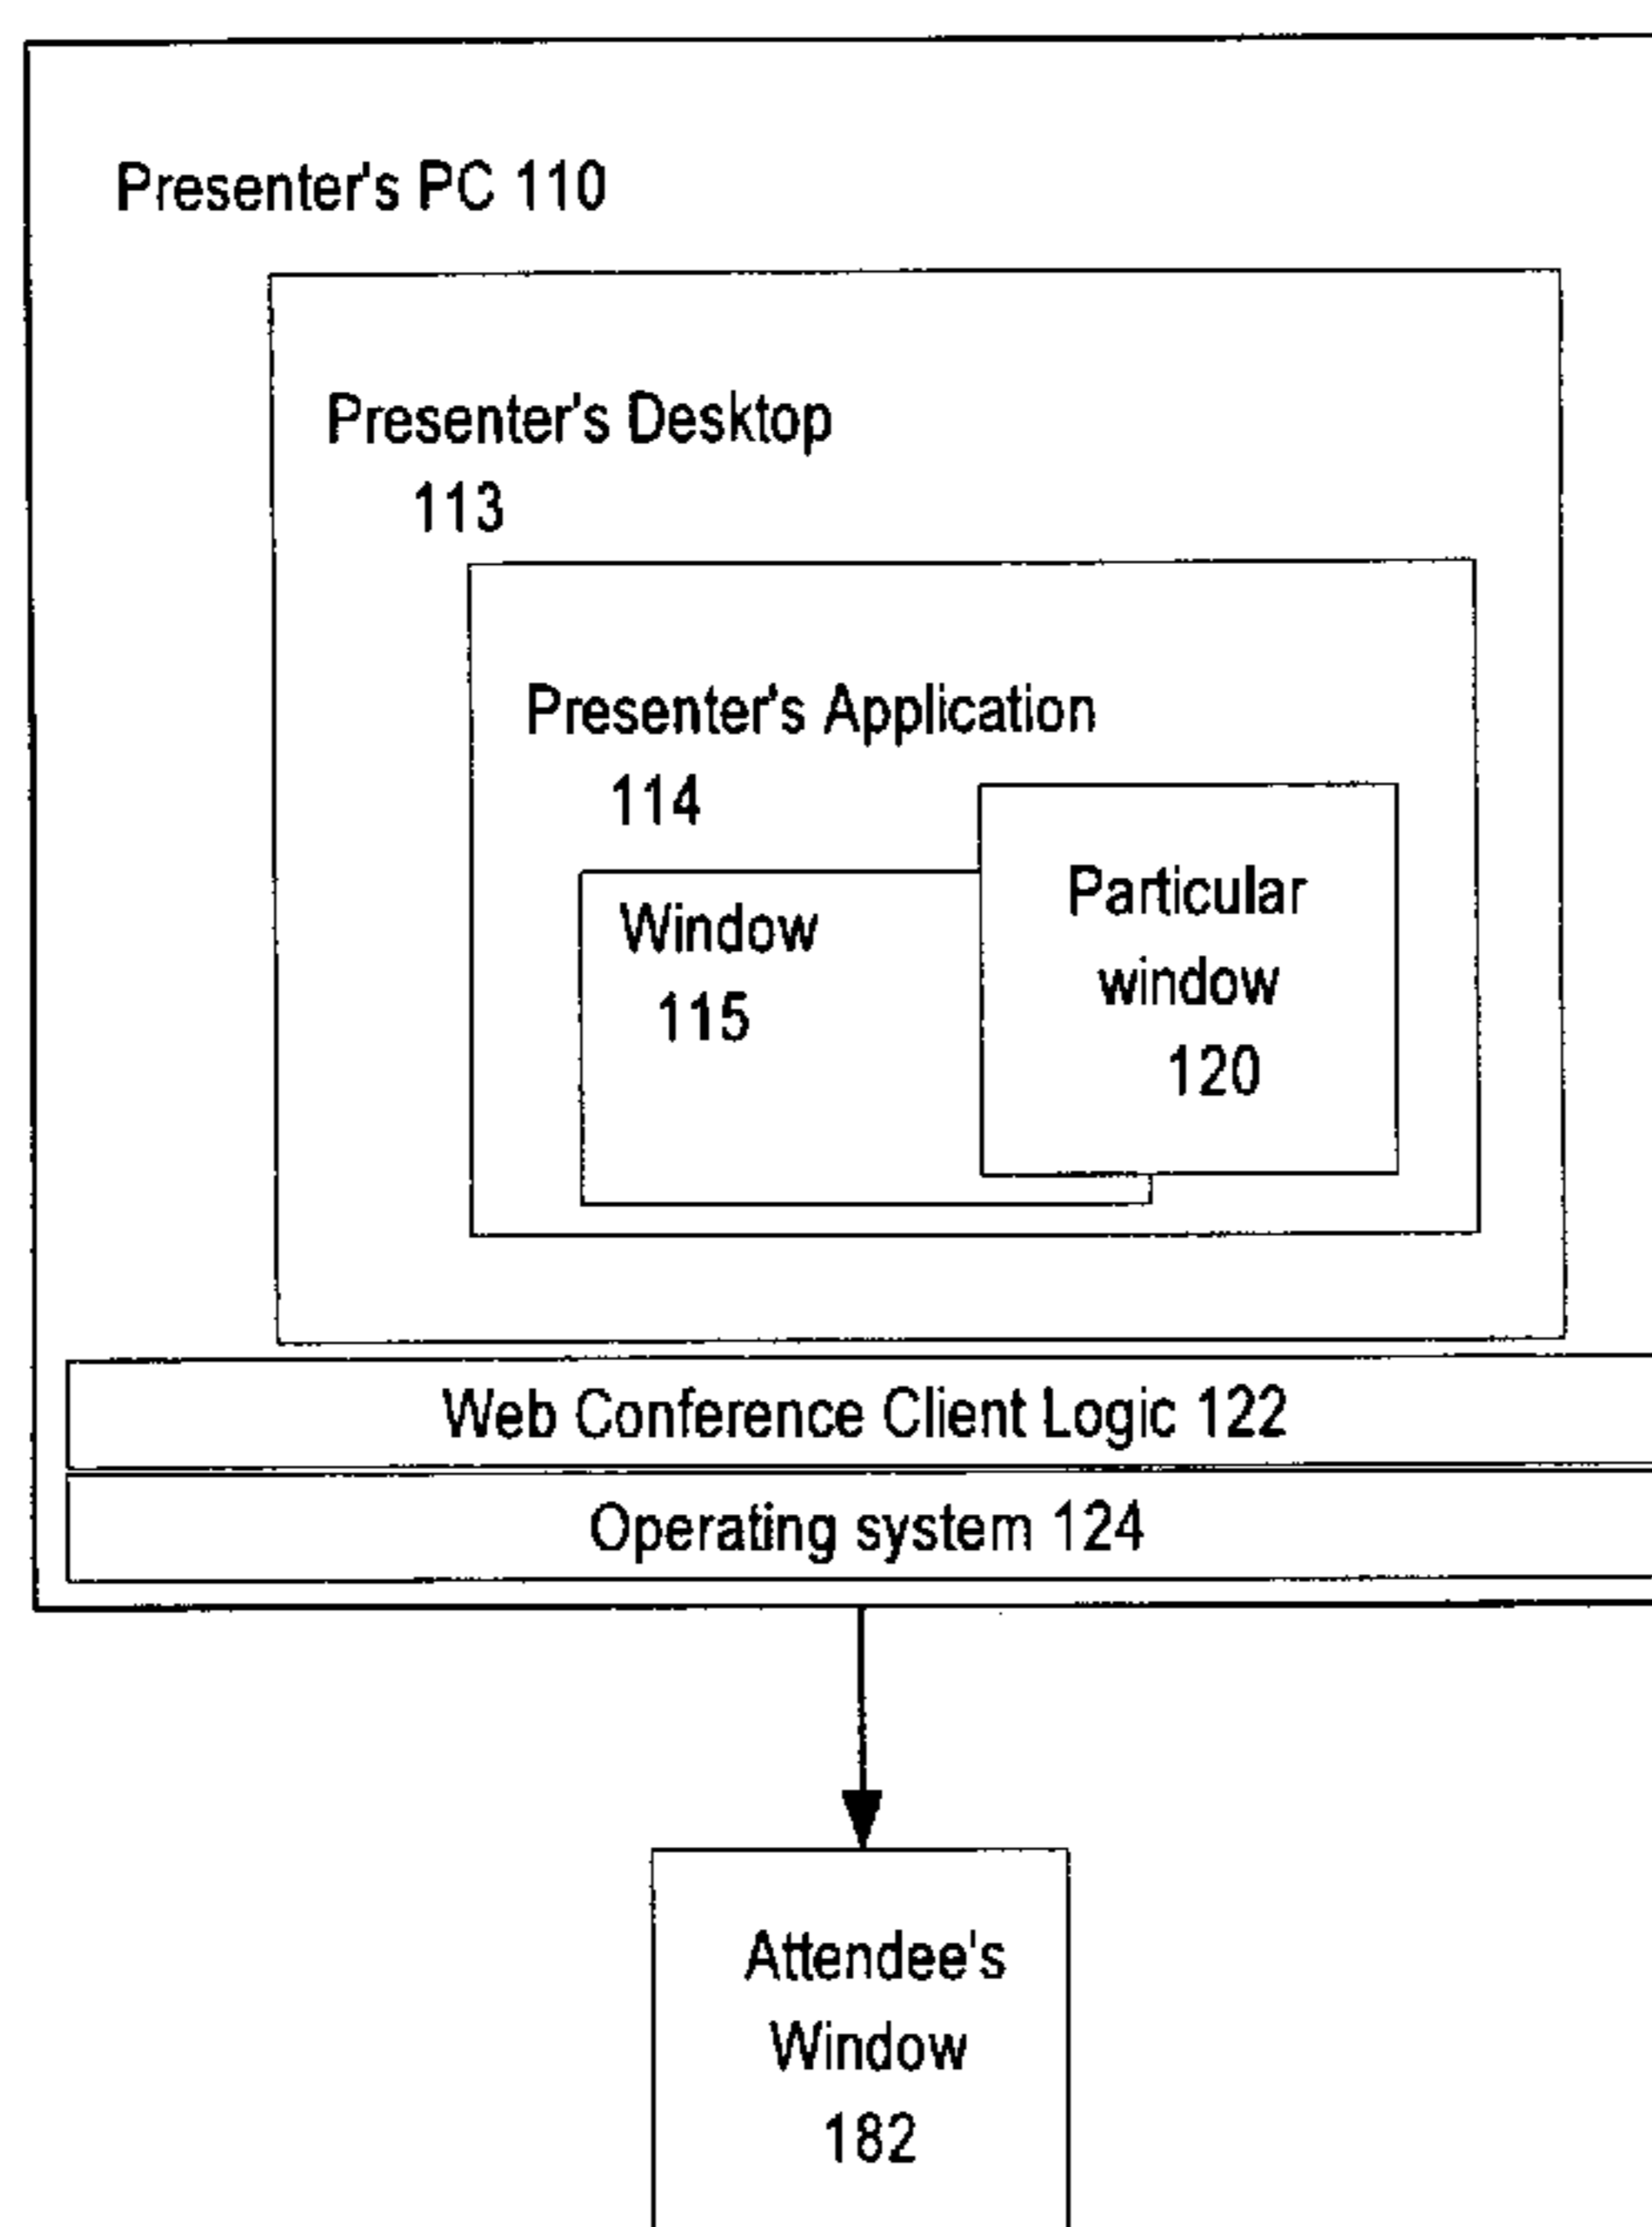 Presenter's PC 110
Presenter's Desktop
113
Presenter's Application
114
Window
115
Particular
window
120
Web Conference Client Logic 122
Operating system 124
Attendee's
Window
182